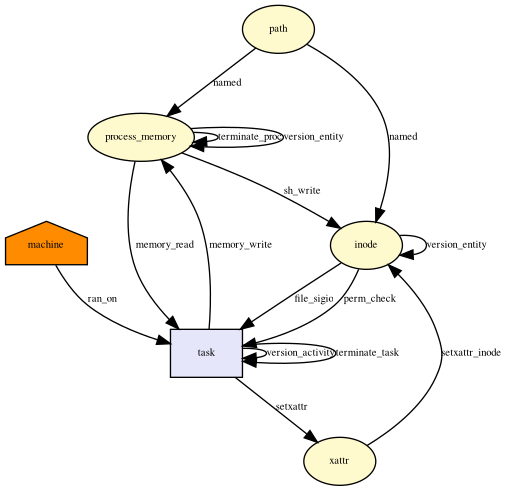 path
named
process_memory
terminate_proc
version_entity
named
sh_write
machine
inode
version_entity
memory_read
memory_write
ran_on
file_sigio
perm_check
task
version_activity
terminate_task
setxattr_inode
setxattr
xattr